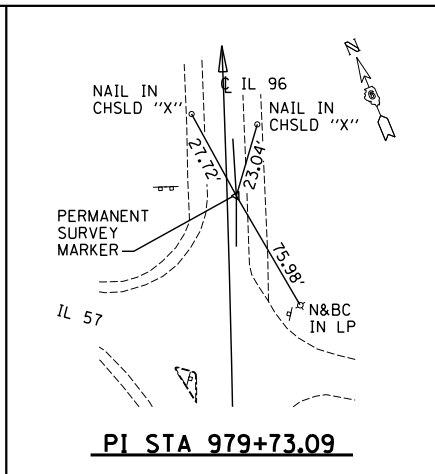 N
℄ IL 96
NAIL IN
CHSLD "X"
NAIL IN
CHSLD "X"
27.72'
23.04'
PERMANENT
SURVEY
MARKER
75.98'
IL 57
N&BC
IN LP
PI STA 979+73.09